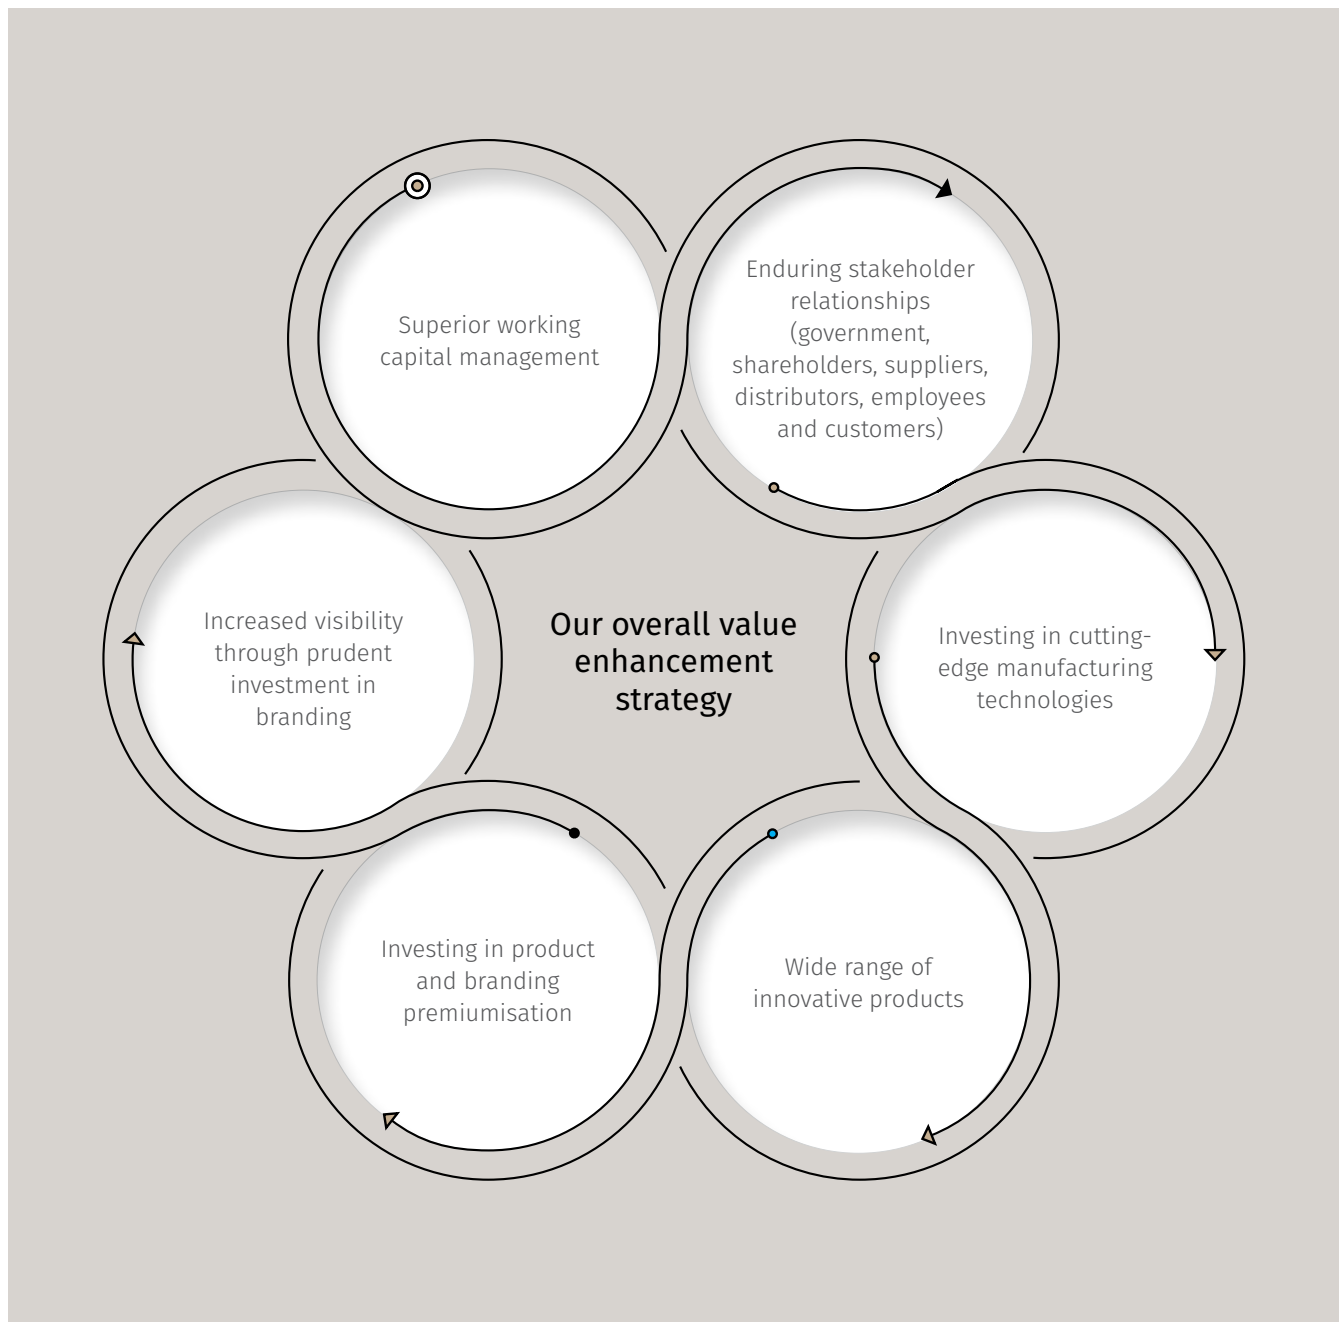 Superior working
capital management
Enduring stakeholder
relationships
(government,
shareholders, suppliers,
distributors, employees
and customers)
Increased visibility
through prudent
investment in
branding
Our overall value
enhancement
strategy
Investing in cutting-
edge manufacturing
technologies
Investing in product
and branding
premiumisation
Wide range of
innovative products